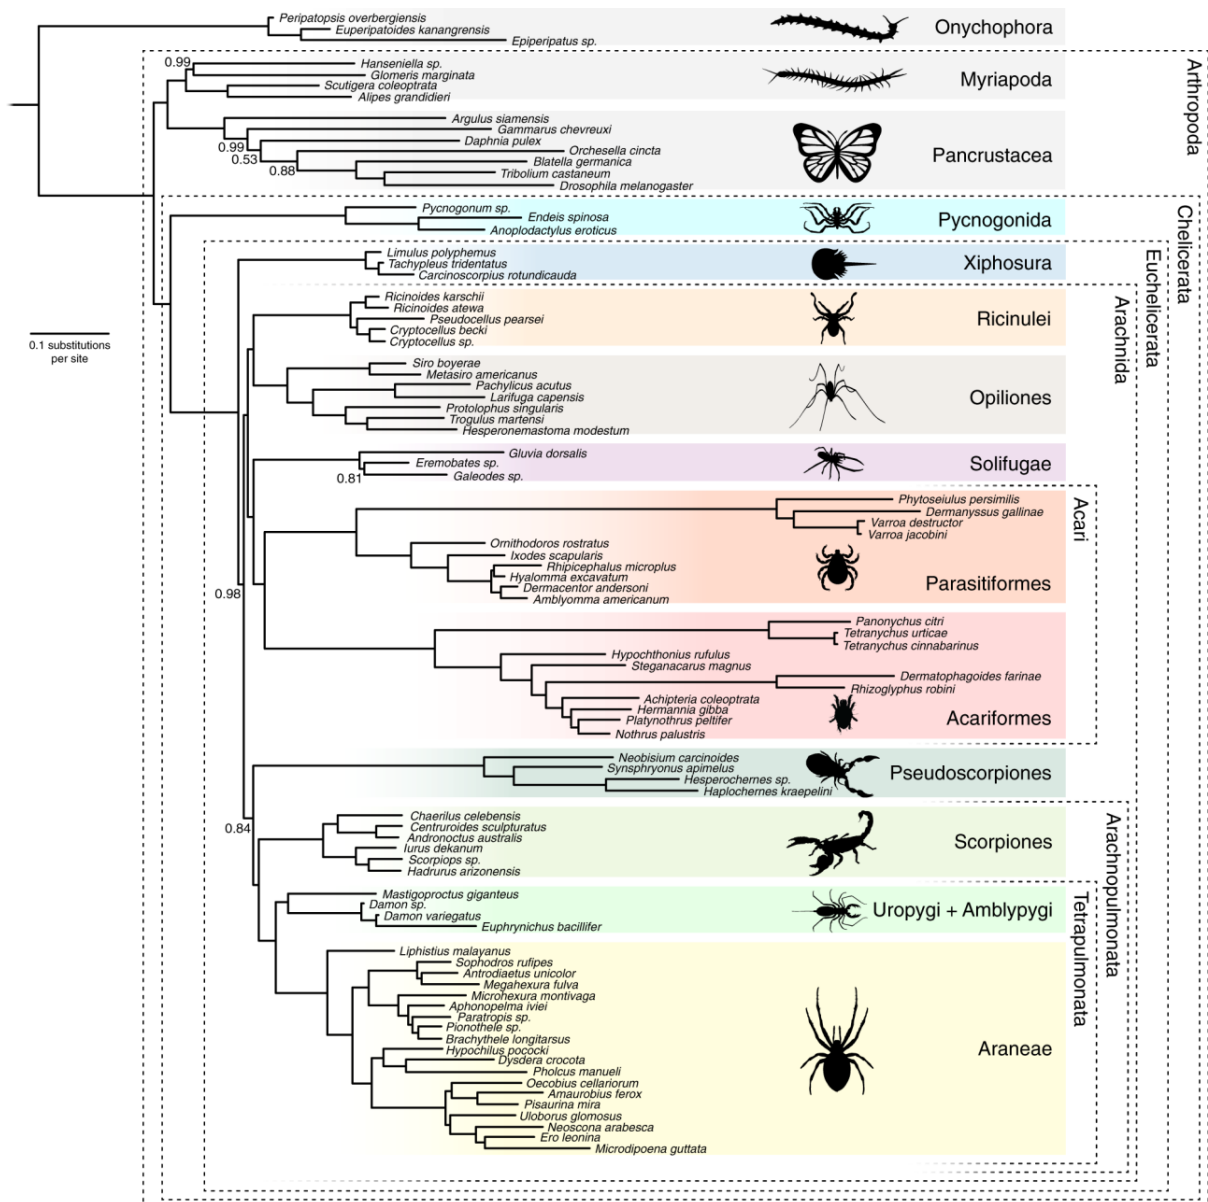 Peripatopsis overbergiensis
Euperipatoides kanangrensis
Epiperipatus sp.
Onychophora
0.99
Hanseniella sp.
Glomeris marginata
Scutigera coleoptrata
Alipes grandidieri
Myriapoda
Arthropoda
Argulus siamensis
Gammarus chevreuxi
Daphnia pulex
Orchesella cincta
Blatella germanica
Tribolium castaneum
Drosophila melanogaster
0.99
0.53
0.88
Pancrustacea
Pycnogonum sp.
Endeis spinosa
Anoplodactylus eroticus
Pycnogonida
Chelicerata
Limulus polyphemus
Tachypleus tridentatus
Carcinoscorpius rotundicauda
Xiphosura
Euchelicerata
Ricinoides karschii
Ricinoides atewa
Pseudocellus pearsei
Cryptocellus becki
Cryptocellus sp.
Ricinulei
Arachnida
0.1 substitutions
per site
Siro boyerae
Metasiro americanus
Pachylicus acutus
Larifuga capensis
Protolophus singularis
Trogulus martensi
Hesperonemastoma modestum
Opiliones
Gluvia dorsalis
Eremobates sp.
Galeodes sp.
0.81
Solifugae
Acari
Phytoseiulus persimilis
Dermanyssus gallinae
Varroa destructor
Varroa jacobini
Ornithodoros rostratus
Ixodes scapularis
Rhipicephalus microplus
Hyalomma excavatum
Dermacentor andersoni
Amblyomma americanum
Parasitiformes
0.98
Panonychus citri
Tetranychus urticae
Tetranychus cinnabarinus
Hypochthonius rufulus
Steganacarus magnus
Dermatophagoides farinae
Rhizoglyphus robini
Achipteria coleoptrata
Hermannia gibba
Platynothrus peltifer
Nothrus palustris
Acariformes
Neobisium carcinoides
Synsphryonus apimelus
Hesperochernes sp.
Haplochernes kraepelini
Pseudoscorpiones
0.84
Chaerilus celebensis
Centruroides sculpturatus
Andronoctus australis
Iurus dekanum
Scorpiops sp.
Hadrurus arizonensis
Scorpiones
Arachnopulmonata
Mastigoproctus giganteus
Damon sp.
Damon variegatus
Euphrynichus bacillifer
Uropygi + Amblypygi
Tetrapulmonata
Liphistius malayanus
Sophodros rufipes
Antrodiaetus unicolor
Megahexura fulva
Microhexura montivaga
Aphonopelma iviei
Paratropis sp.
Pionothele sp.
Brachythele longitarsus
Hypochilus pococki
Dysdera crocota
Pholcus manueli
Oecobius cellariorum
Amaurobius ferox
Pisaurina mira
Uloborus glomosus
Neoscona arabesca
Ero leonina
Microdipoena guttata
Araneae